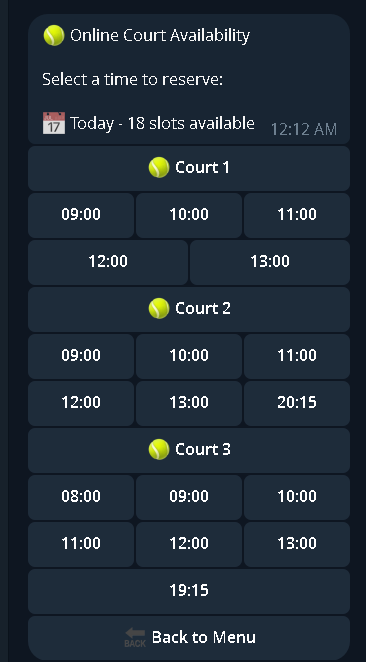 Online Court Availability
Select a time to reserve:
17 Today - 18 slots available 12:12 AM
Court 1
09:00 10:00 11:00
12:00 13:00
Court 2
09:00 10:00 11:00
12:00 13:00 20:15
Court 3
08:00 09:00 10:00
11:00 12:00 13:00
19:15
BACK Back to Menu